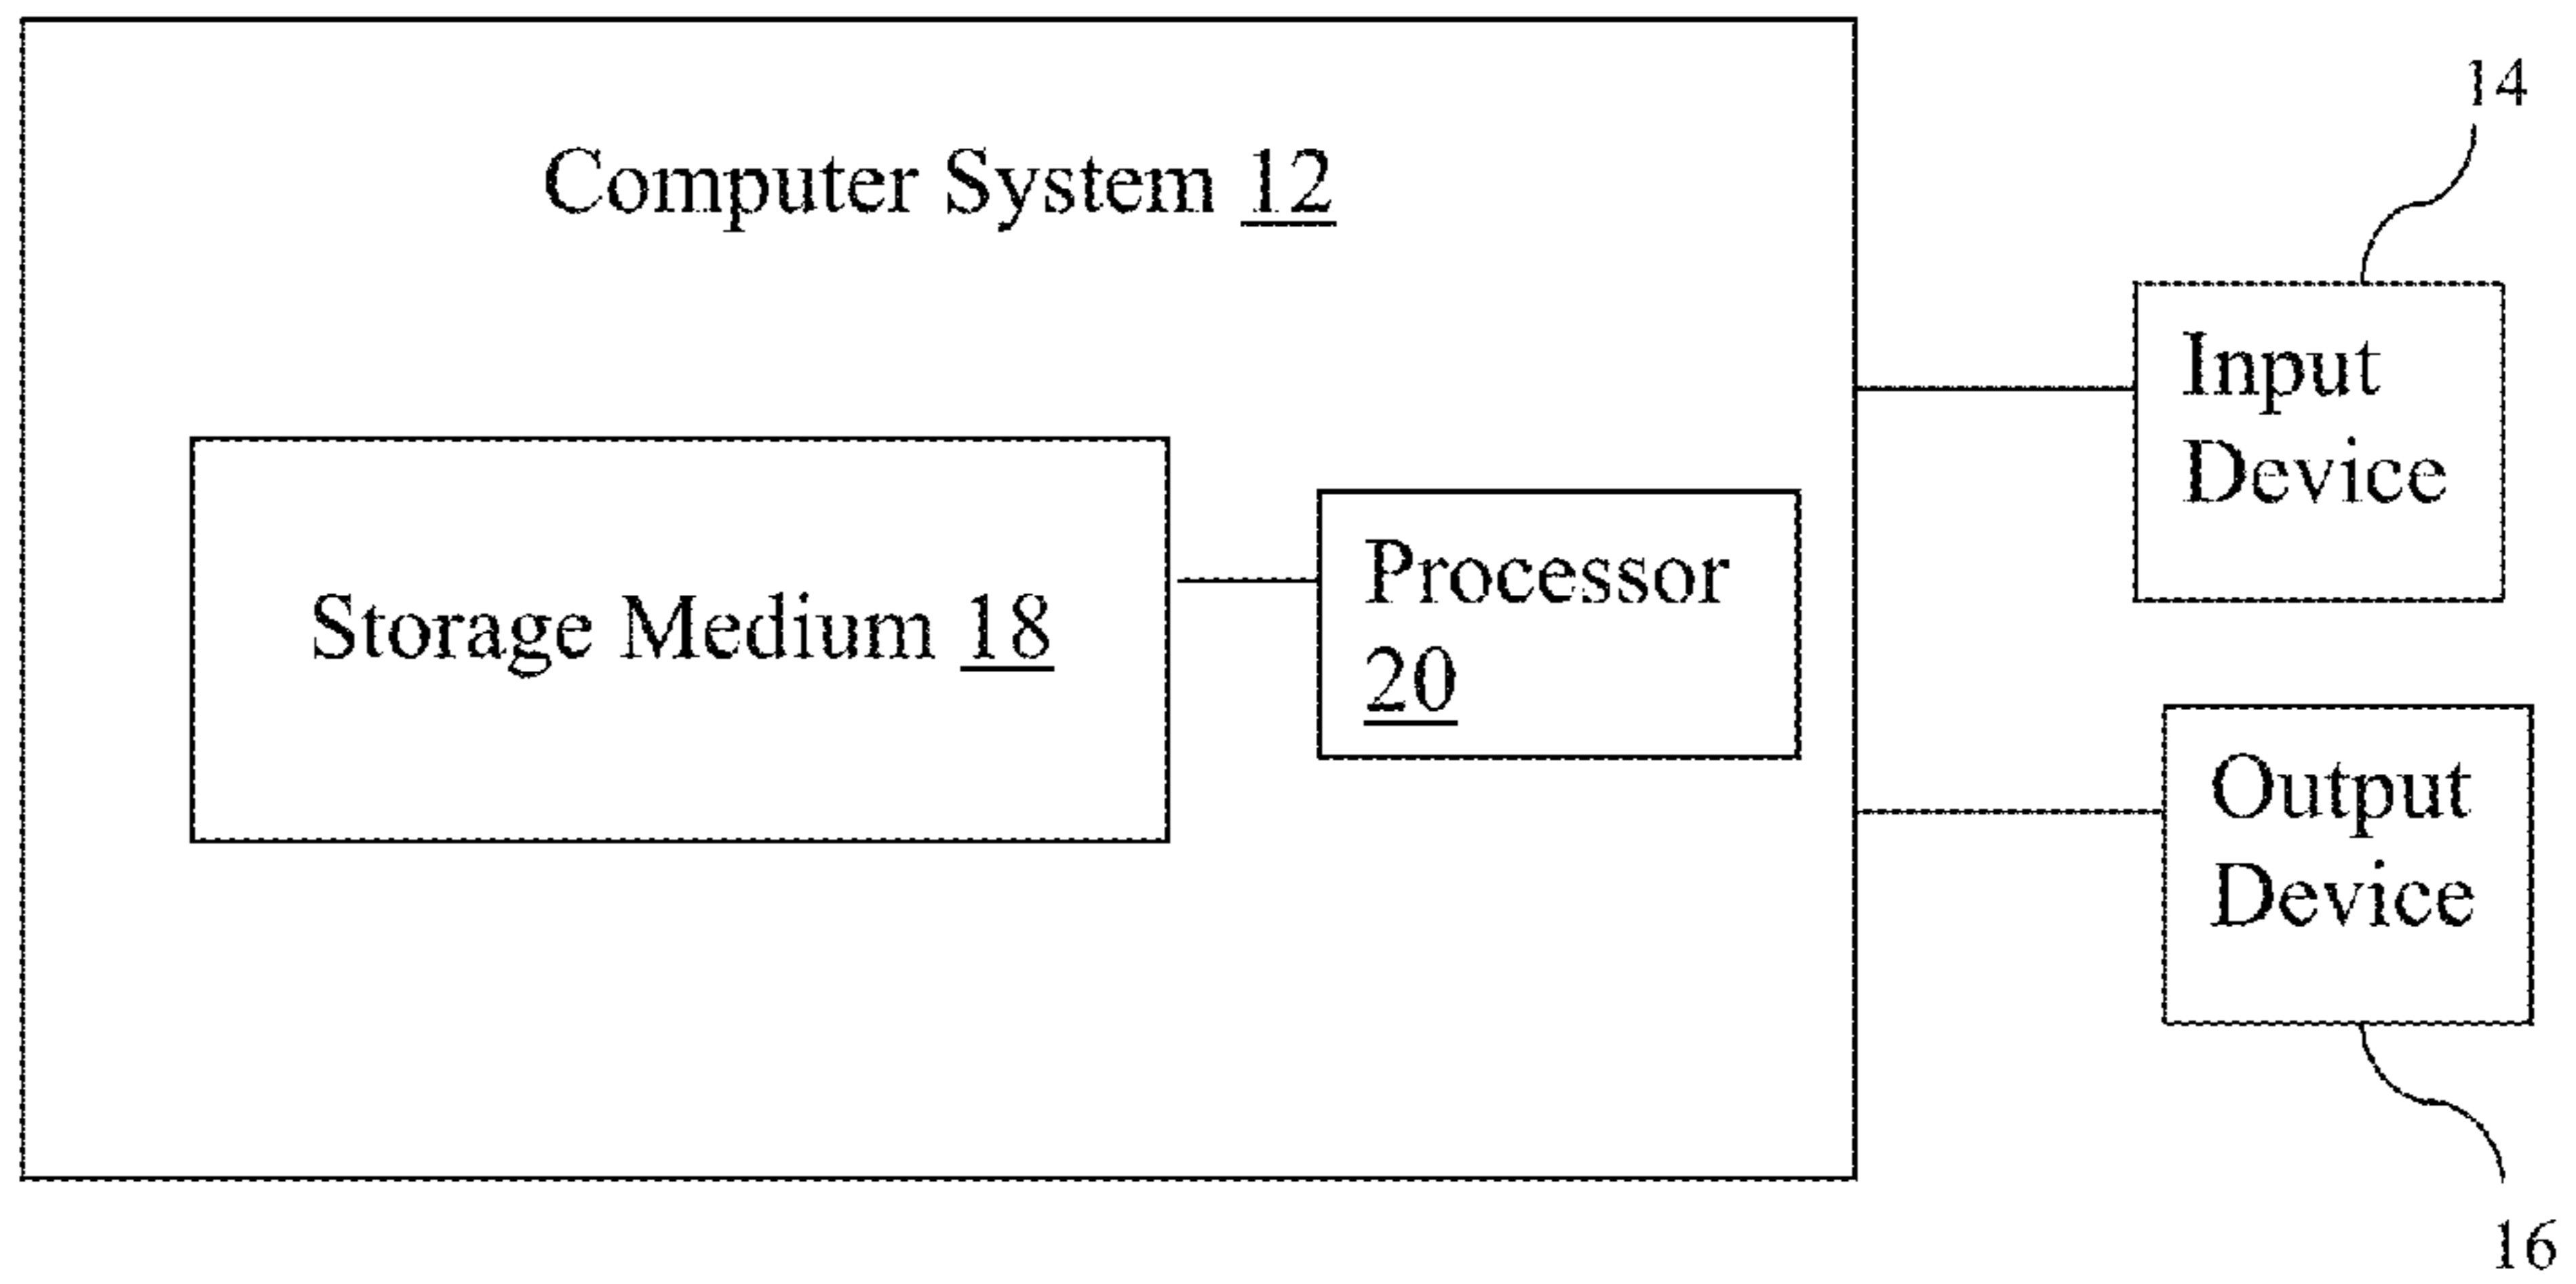 Computer System 12
Storage Medium 18
Processor
20
14
Input
Device
Output
Device
16